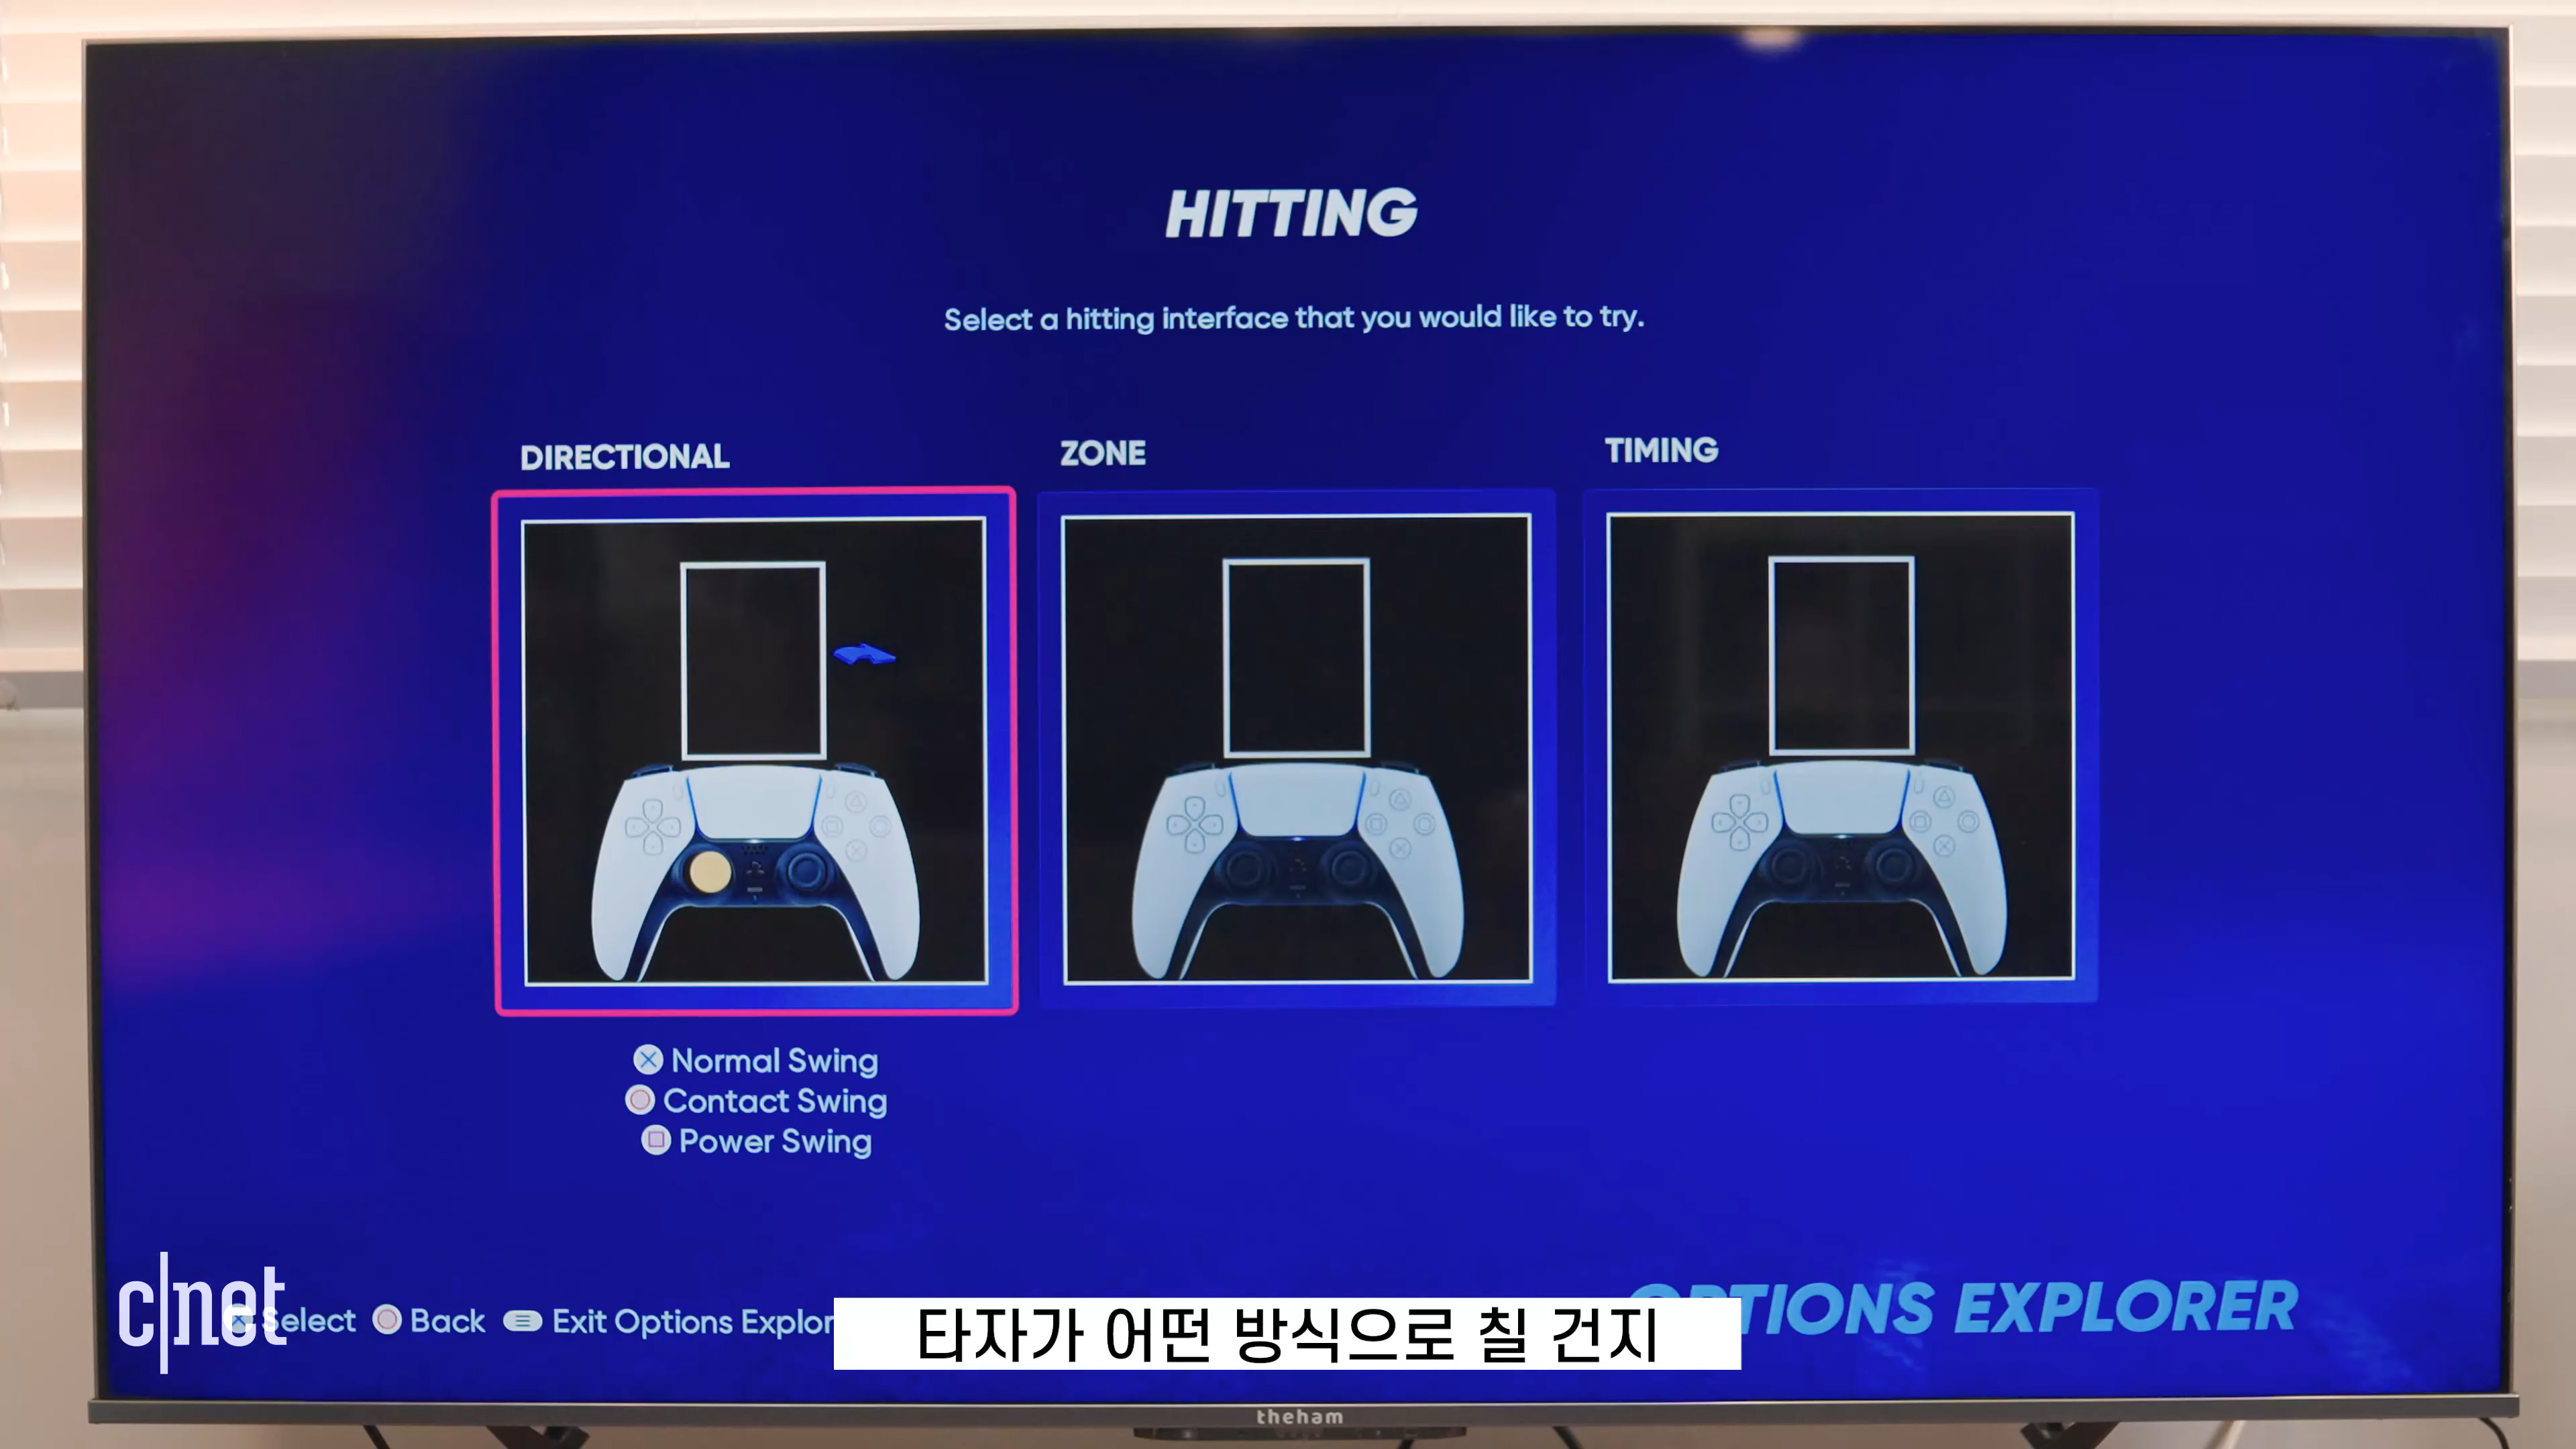 HITTING
Select a hitting interface that you would like to try.
DIRECTIONAL
ZONE
TIMING
Normal Swing
Contact Swing
Power Swing
c|net
Select Back Exit Options Explor
OPTIONS EXPLORER
타자가 어떤 방식으로 칠 건지
theham